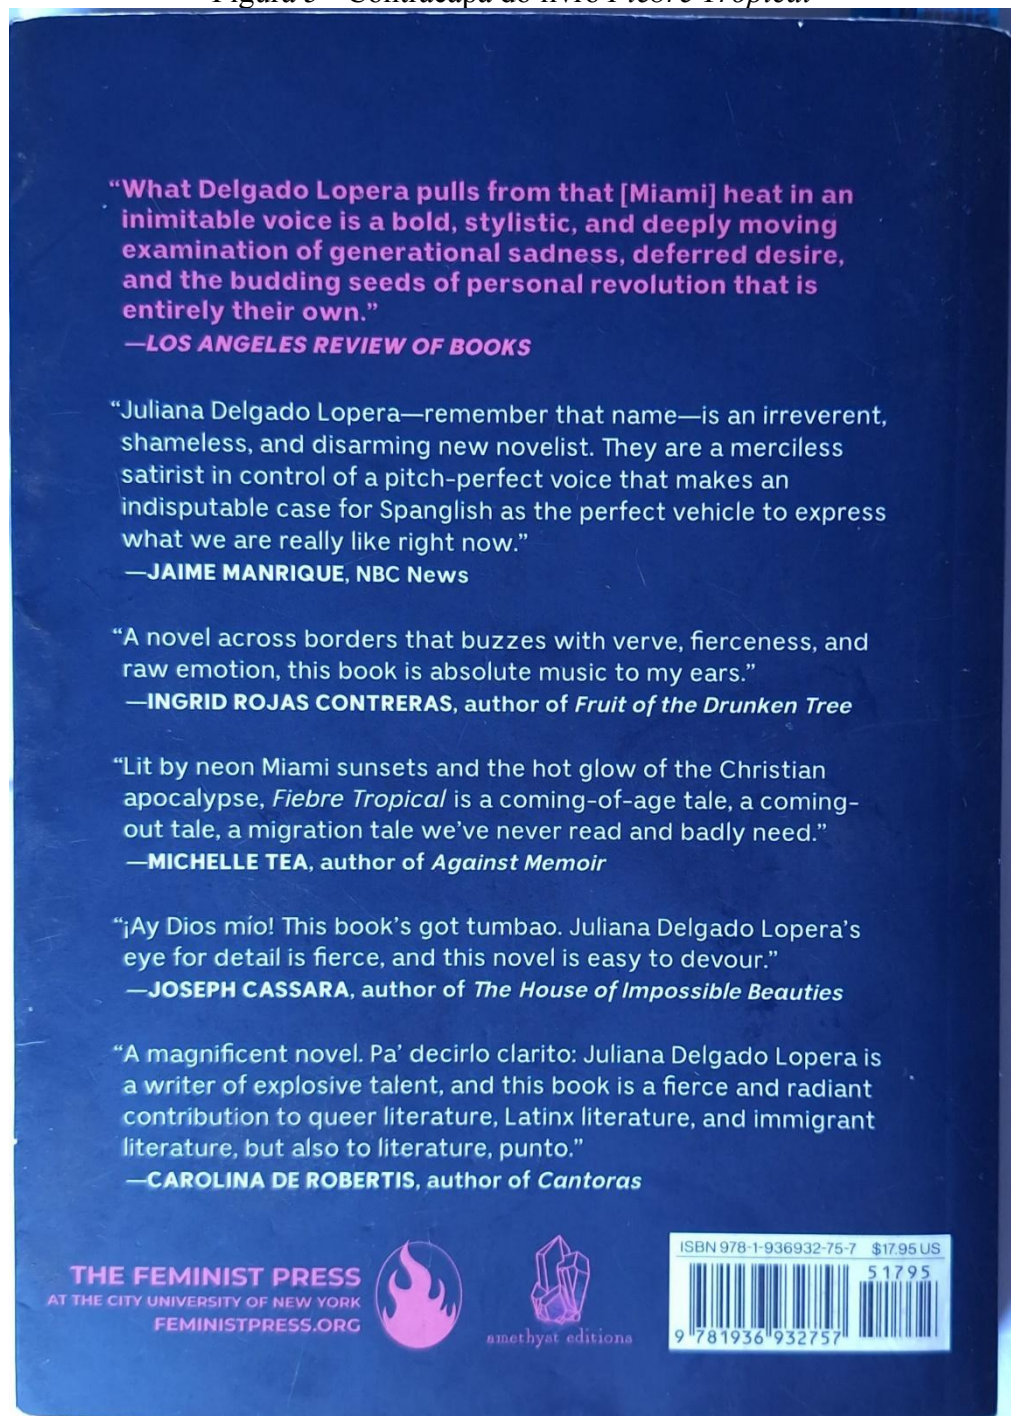 “What Delgado Lopera pulls from that [Miami] heat in an
inimitable voice is a bold, stylistic, and deeply moving
examination of generational sadness, deferred desire,
and the budding seeds of personal revolution that is
entirely their own.”
—LOS ANGELES REVIEW OF BOOKS
“Juliana Delgado Lopera—remember that name—is an irreverent,
shameless, and disarming new novelist. They are a merciless
satirist in control of a pitch-perfect voice that makes an
indisputable case for Spanglish as the perfect vehicle to express
what we are really like right now.”
—JAIME MANRIQUE, NBC News
“A novel across borders that buzzes with verve, fierceness, and
raw emotion, this book is absolute music to my ears.”
—INGRID ROJAS CONTRERAS, author of Fruit of the Drunken Tree
“Lit by neon Miami sunsets and the hot glow of the Christian
apocalypse, Fiebre Tropical is a coming-of-age tale, a coming-
out tale, a migration tale we’ve never read and badly need.”
—MICHELLE TEA, author of Against Memoir
“¡Ay Dios mío! This book’s got tumbao. Juliana Delgado Lopera’s
eye for detail is fierce, and this novel is easy to devour.”
—JOSEPH CASSARA, author of The House of Impossible Beauties
“A magnificent novel. Pa’ decirlo clarito: Juliana Delgado Lopera is
a writer of explosive talent, and this book is a fierce and radiant
contribution to queer literature, Latinx literature, and immigrant
literature, but also to literature, punto.”
—CAROLINA DE ROBERTIS, author of Cantoras
THE FEMINIST PRESS
AT THE CITY UNIVERSITY OF NEW YORK
FEMINISTPRESS.ORG
amethyst editions
ISBN 978-1-936932-75-7 $17.95 US
51795
9 781936 932757